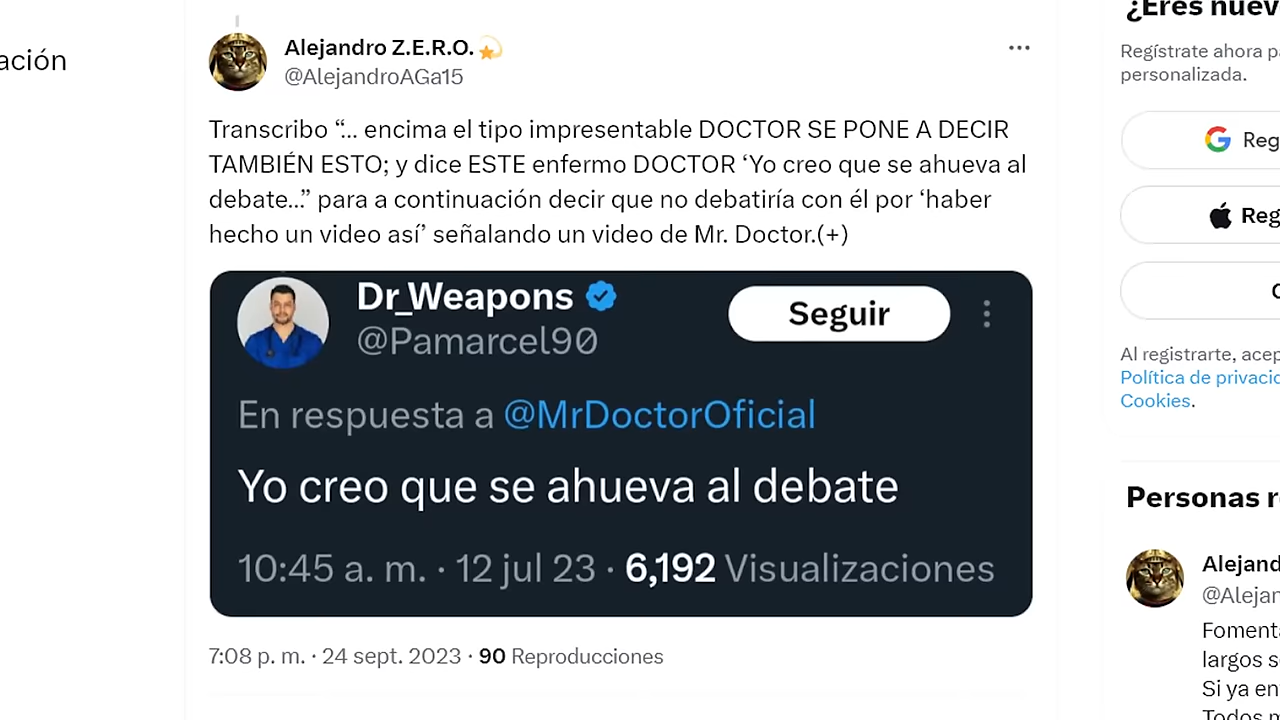 ación
Alejandro Z.E.R.O.
@AlejandroAGa15
Transcribo “... encima el tipo impresentable DOCTOR SE PONE A DECIR
TAMBIÉN ESTO; y dice ESTE enfermo DOCTOR ‘Yo creo que se ahueva al
debate...” para a continuación decir que no debatiría con él por ‘haber
hecho un video así’ señalando un video de Mr. Doctor.(+)
Dr_Weapons
@Pamarcel90
Seguir
En respuesta a @MrDoctorOficial
Yo creo que se ahueva al debate
10:45 a. m. · 12 jul 23 · 6,192 Visualizaciones
7:08 p. m. · 24 sept. 2023 · 90 Reproducciones
¿Eres nuev
Regístrate ahora pa
personalizada.
Reg
Reg
C
Al registrarte, acep
Política de privacid
Cookies.
Personas r
Alejand
@Alejan
Fomenta
largos s
Si ya en
Todos m